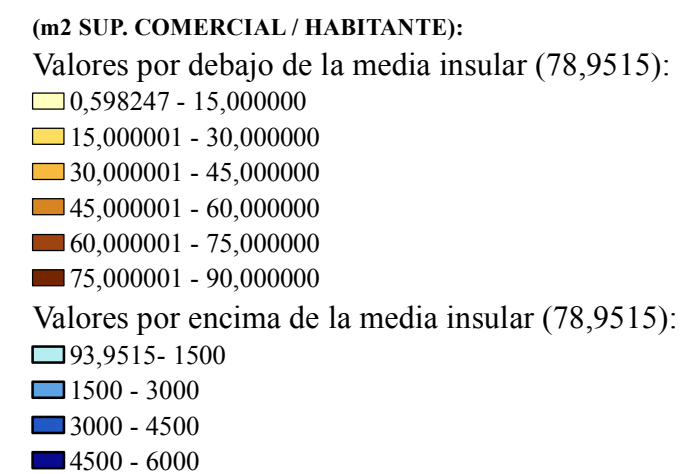 (m2 SUP. COMERCIAL / HABITANTE):
Valores por debajo de la media insular (78,9515):
0,598247 - 15,000000
15,000001 - 30,000000
30,000001 - 45,000000
45,000001 - 60,000000
60,000001 - 75,000000
75,000001 - 90,000000
Valores por encima de la media insular (78,9515):
93,9515- 1500
1500 - 3000
3000 - 4500
4500 - 6000